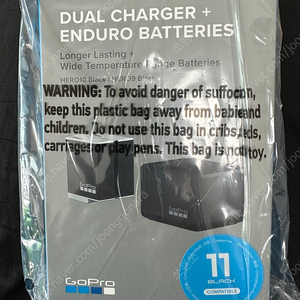 DUAL CHARGER +
ENDURO BATTERIES
Longer Lasting +
Wide Temperature Range Batteries
HERO10 Black / HERO9 Black
WARNING: To avoid danger of suffocation,
keep this plastic bag away from babies and
children. Do not use this bag in cribs, beds,
carriages or play pens. This bag is not a toy.
GoPro
GoPro
GoPro
11
BLACK
COMPATIBLE